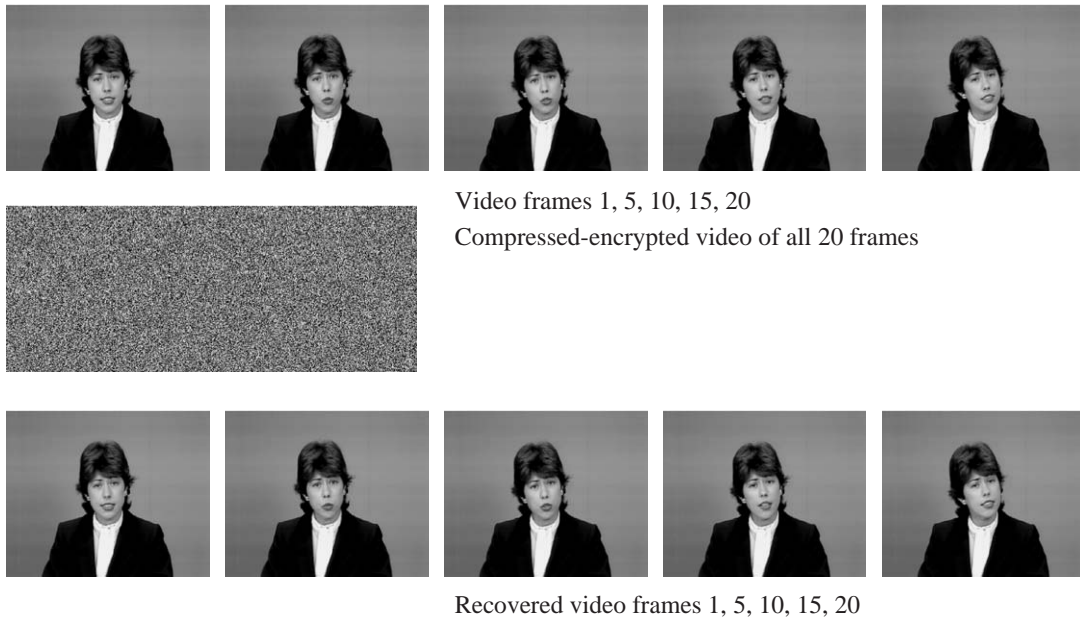 Video frames 1, 5, 10, 15, 20
Compressed-encrypted video of all 20 frames
Recovered video frames 1, 5, 10, 15, 20